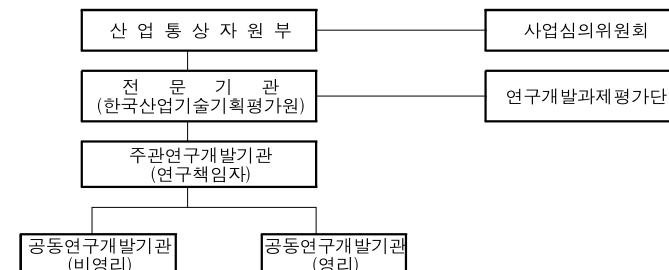 산 업 통 상 자 원 부
사업심의위원회
전 문 기 관
(한국산업기술기획평가원)
연구개발과제평가단
주관연구개발기관
(연구책임자)
공동연구개발기관
(비영리)
공동연구개발기관
(영리)